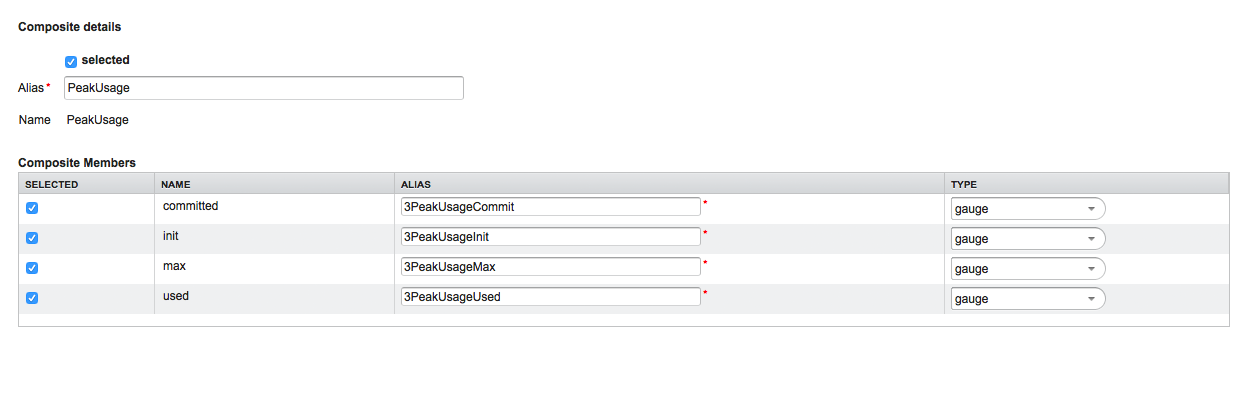 Composite details
selected
Alias* PeakUsage
Name PeakUsage
Composite Members
SELECTED NAME ALIAS TYPE
committed 3PeakUsageCommit * gauge
init 3PeakUsageInit * gauge
max 3PeakUsageMax * gauge
used 3PeakUsageUsed * gauge